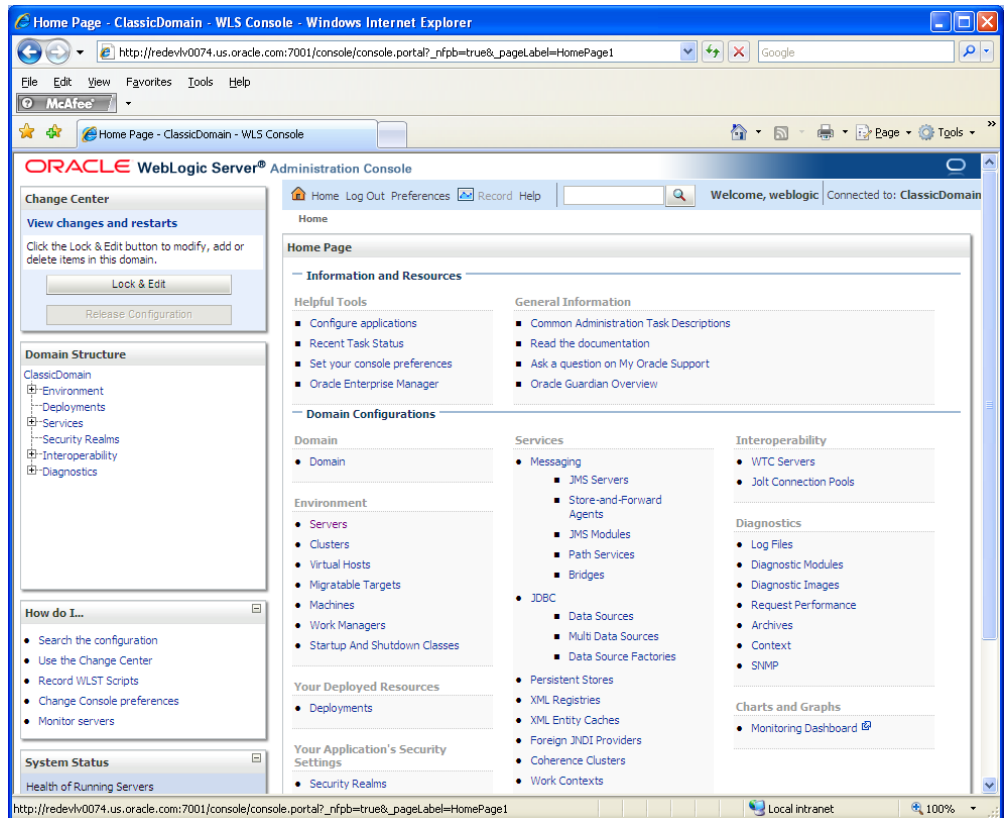 Home Page - ClassicDomain - WLS Console - Windows Internet Explorer
http://redevlv0074.us.oracle.com:7001/console/console.portal?_nfpb=true&_pageLabel=HomePage1
Google
File Edit View Favorites Tools Help
McAfee
Home Page - ClassicDomain - WLS Console
Page Tools »
ORACLE WebLogic Server® Administration Console
Change Center
View changes and restarts
Click the Lock & Edit button to modify, add or
delete items in this domain.
Lock & Edit
Release Configuration
Domain Structure
ClassicDomain
Environment
Deployments
Services
Security Realms
Interoperability
Diagnostics
How do I...
Search the configuration
Use the Change Center
Record WLST Scripts
Change Console preferences
Monitor servers
System Status
Health of Running Servers
Home Log Out Preferences Record Help
Welcome, weblogic Connected to: ClassicDomain
Home
Home Page
Information and Resources
Helpful Tools
Configure applications
Recent Task Status
Set your console preferences
Oracle Enterprise Manager
General Information
Common Administration Task Descriptions
Read the documentation
Ask a question on My Oracle Support
Oracle Guardian Overview
Domain Configurations
Domain
Domain
Environment
Servers
Clusters
Virtual Hosts
Migratable Targets
Machines
Work Managers
Startup And Shutdown Classes
Your Deployed Resources
Deployments
Your Application's Security
Settings
Security Realms
Services
Messaging
JMS Servers
Store-and-Forward
Agents
JMS Modules
Path Services
Bridges
JDBC
Data Sources
Multi Data Sources
Data Source Factories
Persistent Stores
XML Registries
XML Entity Caches
Foreign JNDI Providers
Coherence Clusters
Work Contexts
Interoperability
WTC Servers
Jolt Connection Pools
Diagnostics
Log Files
Diagnostic Modules
Diagnostic Images
Request Performance
Archives
Context
SNMP
Charts and Graphs
Monitoring Dashboard
http://redevlv0074.us.oracle.com:7001/console/console.portal?_nfpb=true&_pageLabel=HomePage1
Local intranet
100%